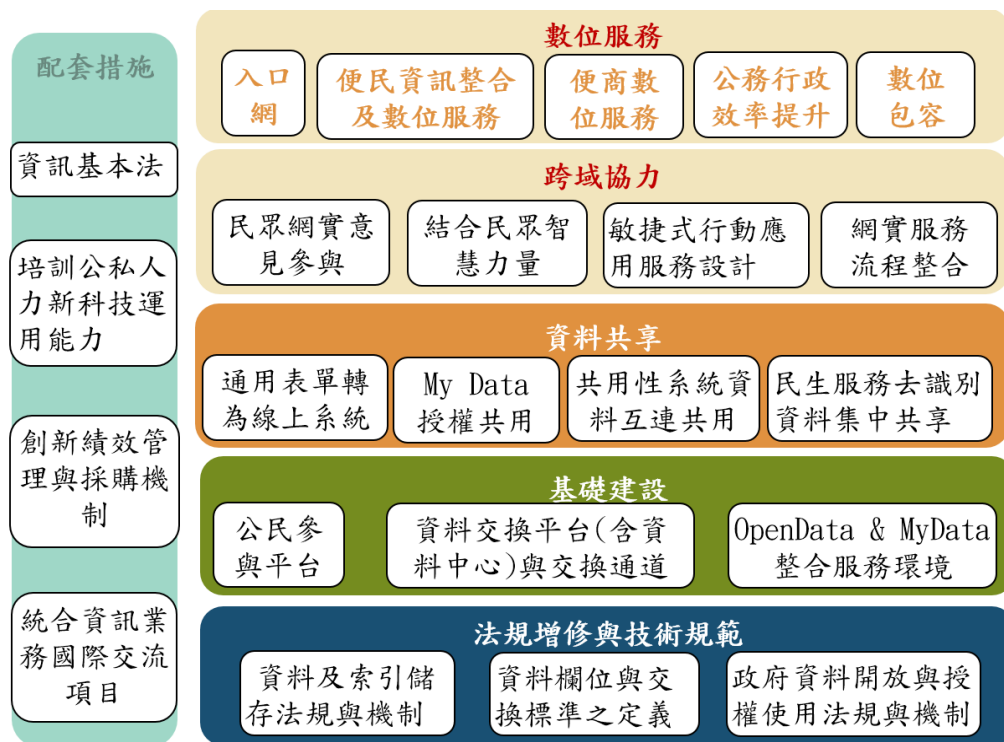 配套措施
資訊基本法
培訓公私人
力新科技運
用能力
創新績效管
理與採購機
制
統合資訊業
務國際交流
項目
數位服務
入口
網
便民資訊整合
及數位服務
便商數
位服務
公務行政
效率提升
數位
包容
跨域協力
民眾網實意
見參與
結合民眾智
慧力量
敏捷式行動應
用服務設計
網實服務
流程整合
資料共享
通用表單轉
為線上系統
My Data
授權共用
共用性系統資
料互連共用
民生服務去識別
資料集中共享
基礎建設
公民參
與平台
資料交換平台(含資
料中心)與交換通道
OpenData & MyData
整合服務環境
法規增修與技術規範
資料及索引儲
存法規與機制
資料欄位與交
換標準之定義
政府資料開放與授
權使用法規與機制